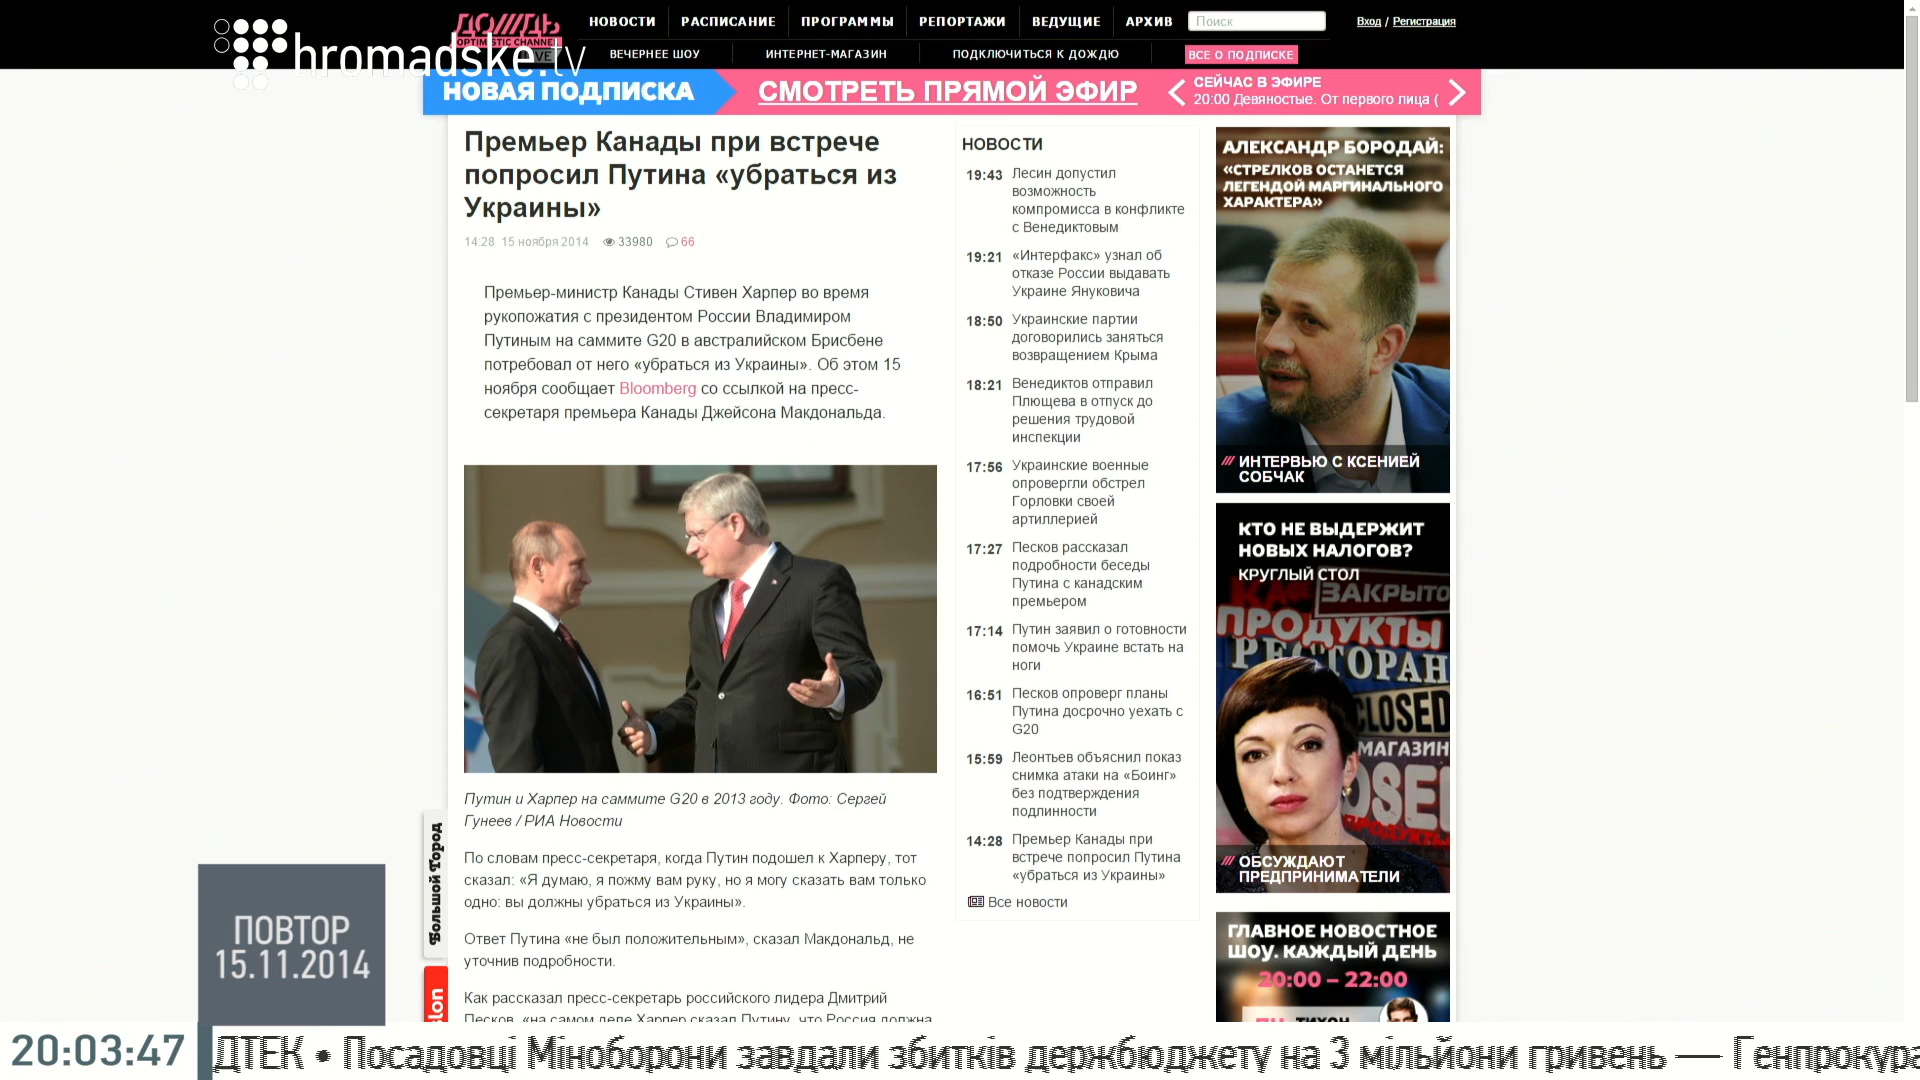 ДОЖДЬ
OPTIMISTIC CHANNEL
hromadske.tv
НОВОСТИ
РАСПИСАНИЕ
ПРОГРАММЫ
РЕПОРТАЖИ
ВЕДУЩИЕ
АРХИВ
Поиск
Вход / Регистрация
ВЕЧЕРНЕЕ ШОУ
ИНТЕРНЕТ-МАГАЗИН
ПОДКЛЮЧИТЬСЯ К ДОЖДЮ
ВСЕ О ПОДПИСКЕ
НОВАЯ ПОДПИСКА
СМОТРЕТЬ ПРЯМОЙ ЭФИР
СЕЙЧАС В ЭФИРЕ
20:00 Девяностые. От первого лица (
Премьер Канады при встрече
попросил Путина «убраться из
Украины»
14:28 15 ноября 2014 33980 66
Премьер-министр Канады Стивен Харпер во время
рукопожатия с президентом России Владимиром
Путиным на саммите G20 в австралийском Брисбене
потребовал от него «убраться из Украины». Об этом 15
ноября сообщает Bloomberg со ссылкой на пресс-
секретаря премьера Канады Джейсона Макдональда.
Путин и Харпер на саммите G20 в 2013 году. Фото: Сергей
Гунеев / РИА Новости
По словам пресс-секретаря, когда Путин подошел к Харперу, тот
сказал: «Я думаю, я пожму вам руку, но я могу сказать вам только
одно: вы должны убраться из Украины».
Ответ Путина «не был положительным», сказал Макдональд, не
уточнив подробности.
Как рассказал пресс-секретарь российского лидера Дмитрий
Песков, «на самом деле Харпер сказал Путину, что Россия должна
НОВОСТИ
19:43 Лесин допустил
возможность
компромисса в конфликте
с Венедиктовым
19:21 «Интерфакс» узнал об
отказе России выдавать
Украине Януковича
18:50 Украинские партии
договорились заняться
возвращением Крыма
18:21 Венедиктов отправил
Плющева в отпуск до
решения трудовой
инспекции
17:56 Украинские военные
опровергли обстрел
Горловки своей
артиллерией
17:27 Песков рассказал
подробности беседы
Путина с канадским
премьером
17:14 Путин заявил о готовности
помочь Украине встать на
ноги
16:51 Песков опроверг планы
Путина досрочно уехать с
G20
15:59 Леонтьев объяснил показ
снимка атаки на «Боинг»
без подтверждения
подлинности
14:28 Премьер Канады при
встрече попросил Путина
«убраться из Украины»
Все новости
АЛЕКСАНДР БОРОДАЙ:
«СТРЕЛКОВ ОСТАНЕТСЯ
ЛЕГЕНДОЙ МАРГИНАЛЬНОГО
ХАРАКТЕРА»
/// ИНТЕРВЬЮ С КСЕНИЕЙ
СОБЧАК
КТО НЕ ВЫДЕРЖИТ
НОВЫХ НАЛОГОВ?
КРУГЛЫЙ СТОЛ
ЗАКРЫТО
ПРОДУКТЫ
РЕСТОРАН
CLOSED
МАГАЗИН
/// ОБСУЖДАЮТ
ПРЕДПРИНИМАТЕЛИ
ГЛАВНОЕ НОВОСТНОЕ
ШОУ. КАЖДЫЙ ДЕНЬ
20:00 – 22:00
Большой Город
lon
ПОВТОР
15.11.2014
20:03:47
ДТЕК • Посадовці Міноборони завдали збитків держбюджету на 3 мільйони гривень — Генпрокура